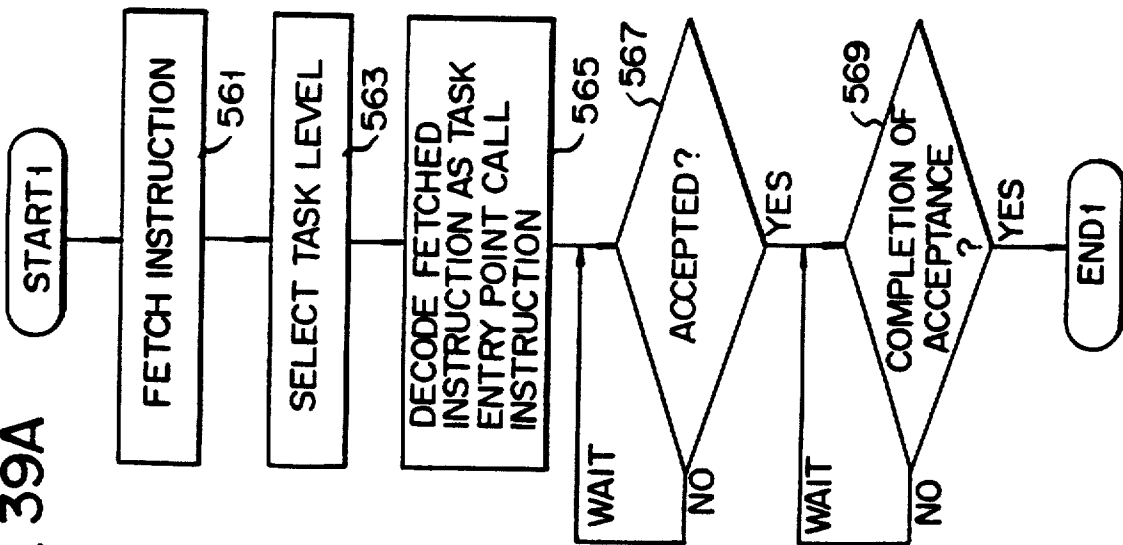 39A
START1
FETCH INSTRUCTION
561
SELECT TASK LEVEL
563
DECODE FETCHED
INSTRUCTION AS TASK
ENTRY POINT CALL
INSTRUCTION
565
567
ACCEPTED?
WAIT
NO
YES
569
COMPLETION OF
ACCEPTANCE
?
WAIT
NO
YES
END1